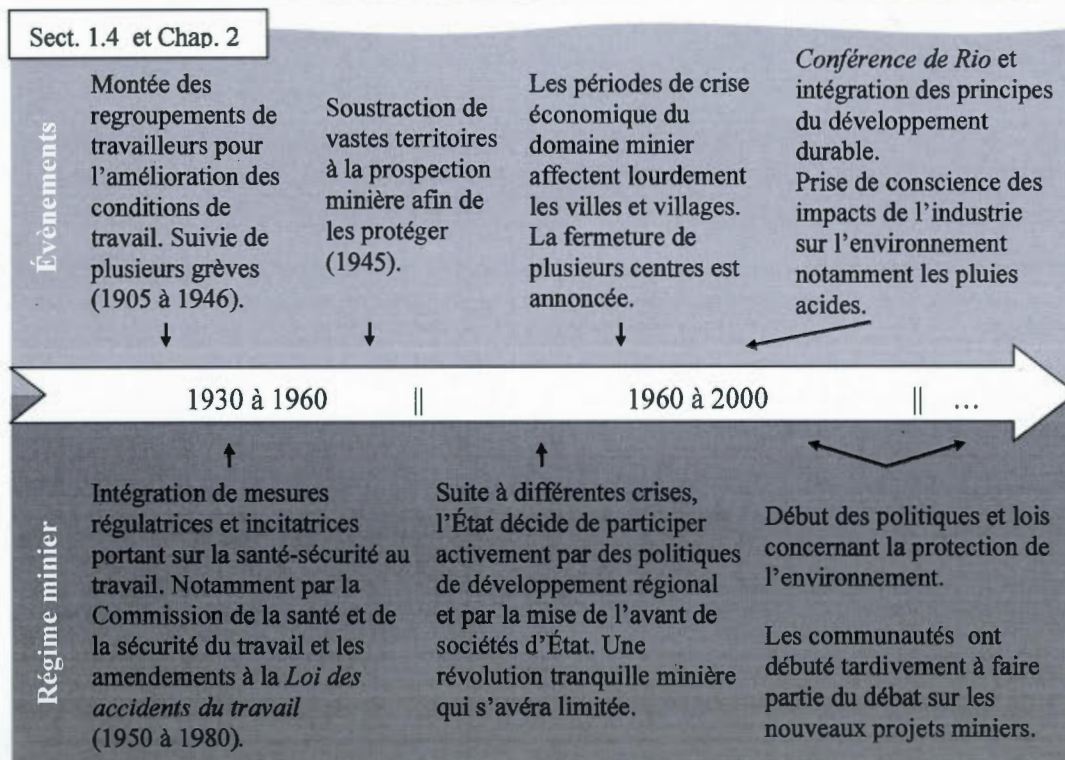 Sect. 1.4 et Chap. 2
Évènements
Montée des
regroupements de
travailleurs pour
l'amélioration des
conditions de
travail. Suivie de
plusieurs grèves
(1905 à 1946).
Soustraction de
vastes territoires
à la prospection
minière afin de
les protéger
(1945).
Les périodes de crise
économique du
domaine minier
affectent lourdement
les villes et villages.
La fermeture de
plusieurs centres est
annoncée.
Conférence de Rio et
intégration des principes
du développement
durable.
Prise de conscience des
impacts de l'industrie
sur l'environnement
notamment les pluies
acides.
1930 à 1960 || 1960 à 2000 || ...
Régime minier
Intégration de mesures
régulatrices et incitatrices
portant sur la santé-sécurité au
travail. Notamment par la
Commission de la santé et de
la sécurité du travail et les
amendements à la Loi des
accidents du travail
(1950 à 1980).
Suite à différentes crises,
l'État décide de participer
activement par des politiques
de développement régional
et par la mise de l'avant de
sociétés d'État. Une
révolution tranquille minière
qui s'avéra limitée.
Début des politiques et lois
concernant la protection de
l'environnement.
Les communautés ont
débuté tardivement à faire
partie du débat sur les
nouveaux projets miniers.